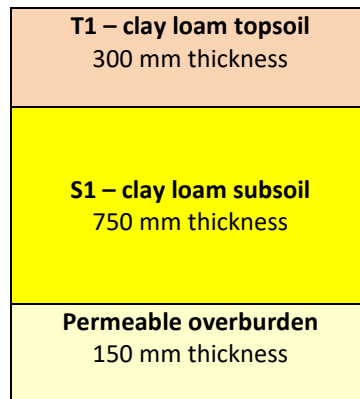 T1 – clay loam topsoil
300 mm thickness
S1 – clay loam subsoil
750 mm thickness
Permeable overburden
150 mm thickness